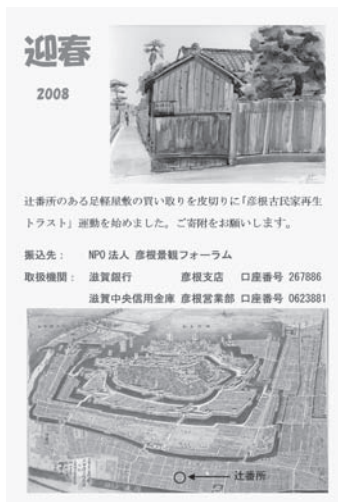 迎春
2008
辻番所のある足軽屋敷の買い取りを皮切りに「彦根古民家再生
トラスト」運動を始めました。ご寄附をお願いします。
振込先： NPO法人 彦根景観フォーラム
取扱機関： 滋賀銀行 彦根支店 口座番号 267886
滋賀中央信用金庫 彦根営業部 口座番号 0623881
辻番所